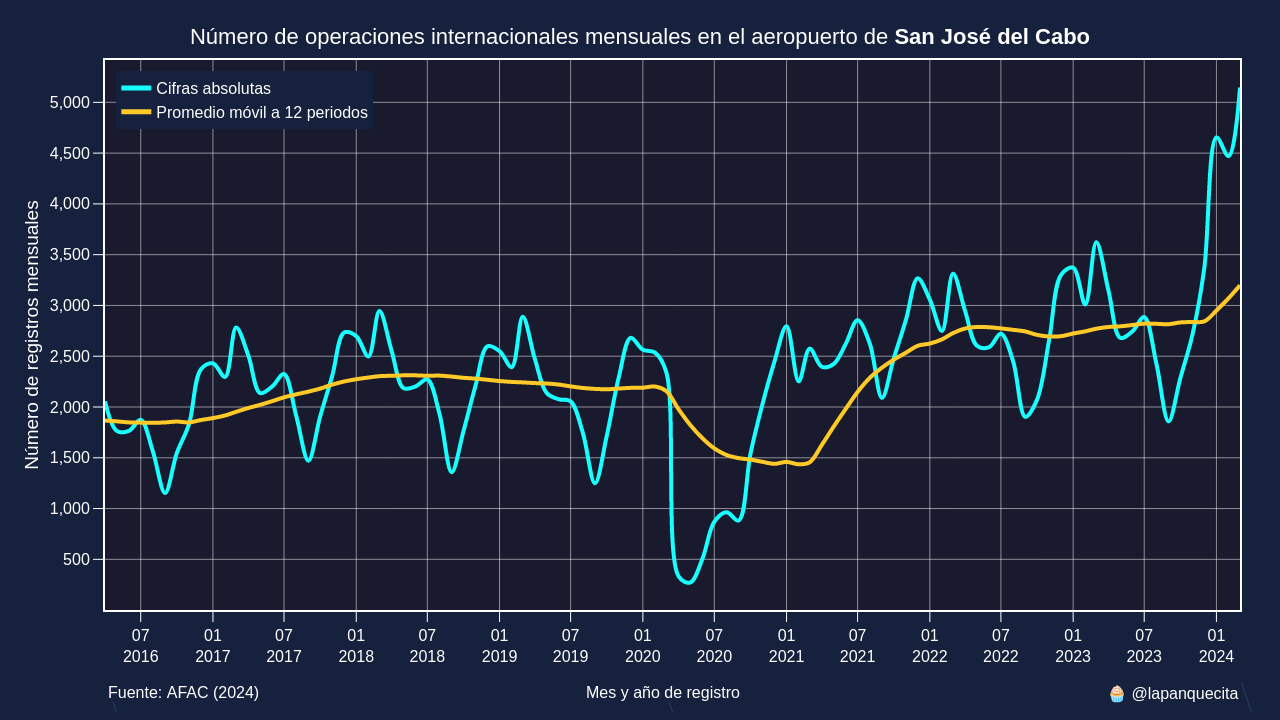 Número de operaciones internacionales mensuales en el aeropuerto de San José del Cabo
Cifras absolutas
Promedio móvil a 12 periodos
Número de registros mensuales
5,000
4,500
4,000
3,500
3,000
2,500
2,000
1,500
1,000
500
07 01 07 01 07 01 07 01 07 01 07 01 07 01 07 01
2016 2017 2017 2018 2018 2019 2019 2020 2020 2021 2021 2022 2022 2023 2023 2024
Fuente: AFAC (2024) Mes y año de registro 🧁 @lapanquecita